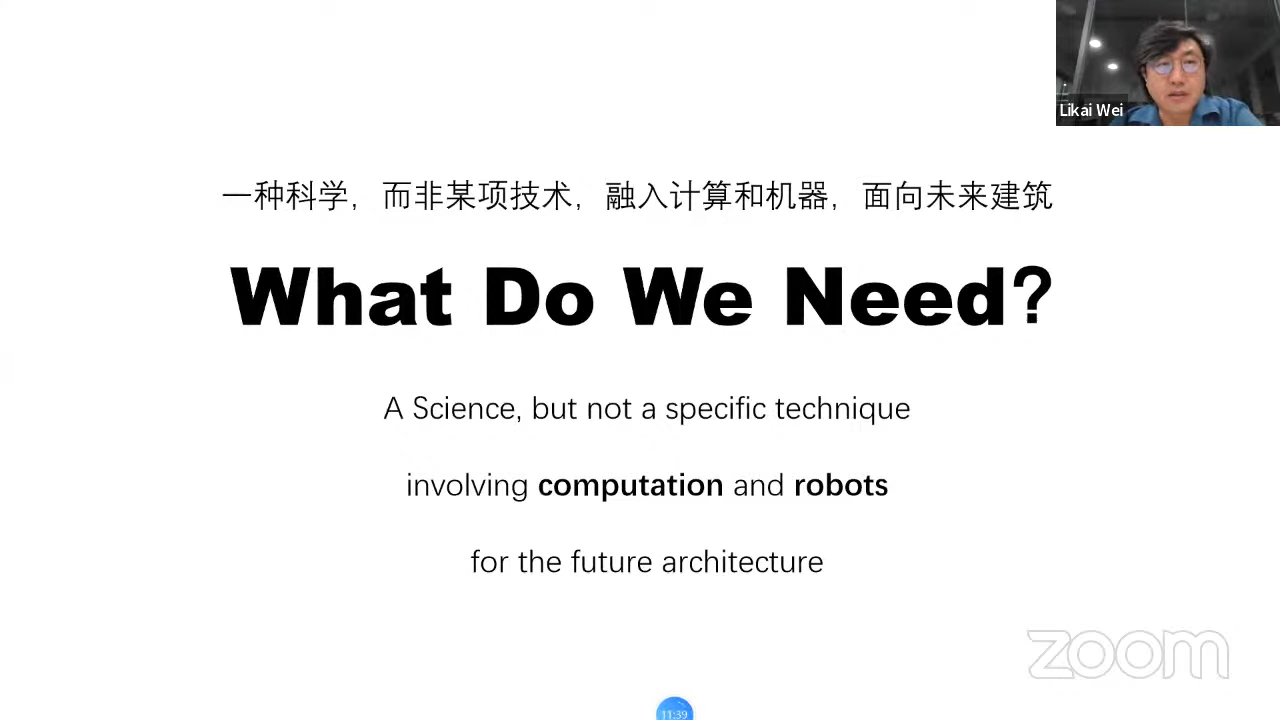 Likai Wei
一种科学，而非某项技术，融入计算和机器，面向未来建筑
What Do We Need?
A Science, but not a specific technique
involving computation and robots
for the future architecture
zoom
11:39